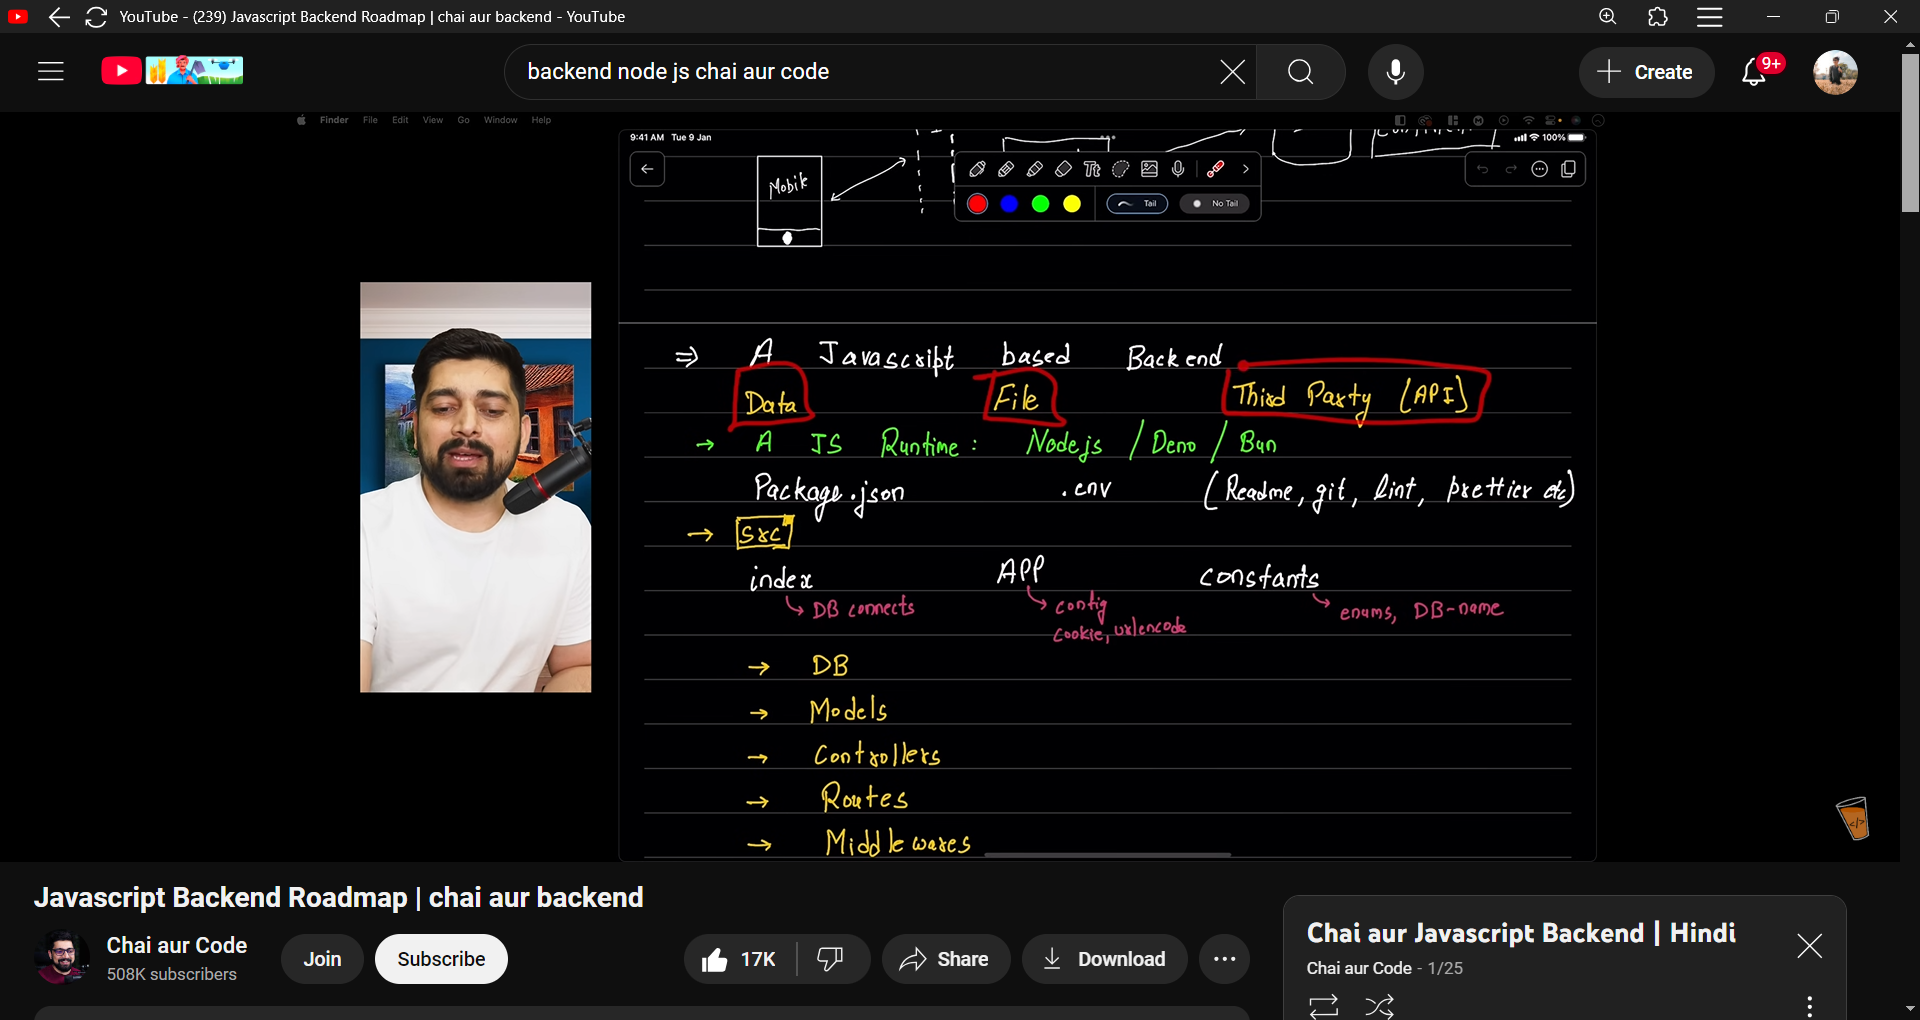 YouTube - (239) Javascript Backend Roadmap | chai aur backend - YouTube
backend node js chai aur code
Create
9+
Finder File Edit View Go Window Help
9:41 AM Tue 9 Jan
100%
Mobile
Tail
No Tail
⇒ A Javascript based Backend
Data File Third Party (API)
→ A JS Runtime : Nodejs / Deno / Bun
Package.json .env (Readme, git, lint, prettier etc)
→ src
index APP constants
DB connects config enums, DB-name
cookie, urlencode
→ DB
→ Models
→ Controllers
→ Routes
→ Middlewares
</>
Javascript Backend Roadmap | chai aur backend
Chai aur Code
508K subscribers
Join
Subscribe
17K
Share
Download
Chai aur Javascript Backend | Hindi
Chai aur Code - 1/25